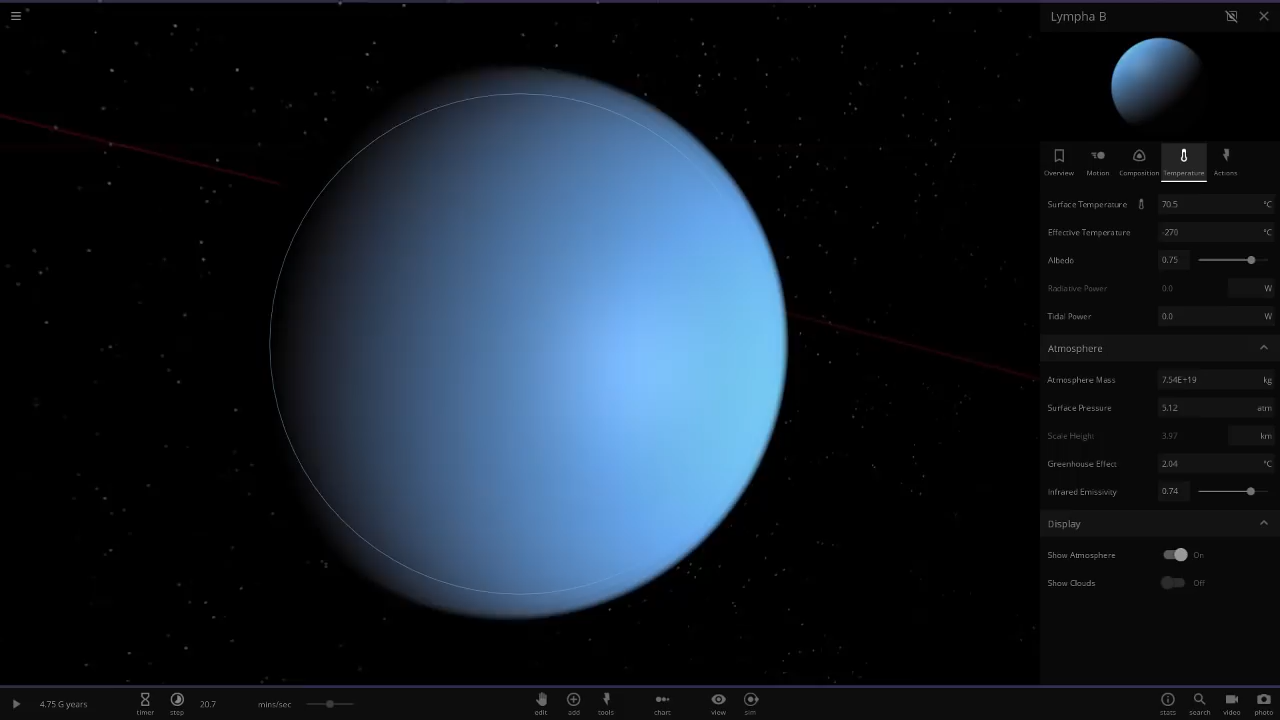 Lympha B
Overview Motion Composition Temperature Actions
Surface Temperature 70.5 °C
Effective Temperature -270 °C
Albedo 0.75
Radiative Power 0.0 W
Tidal Power 0.0 W
Atmosphere
Atmosphere Mass 7.54E+19 kg
Surface Pressure 5.12 atm
Scale Height 3.97 km
Greenhouse Effect 2.04 °C
Infrared Emissivity 0.74
Display
Show Atmosphere On
Show Clouds Off
4.75 G years timer step 20.7 mins/sec edit add tools chart view sim stats search video photo